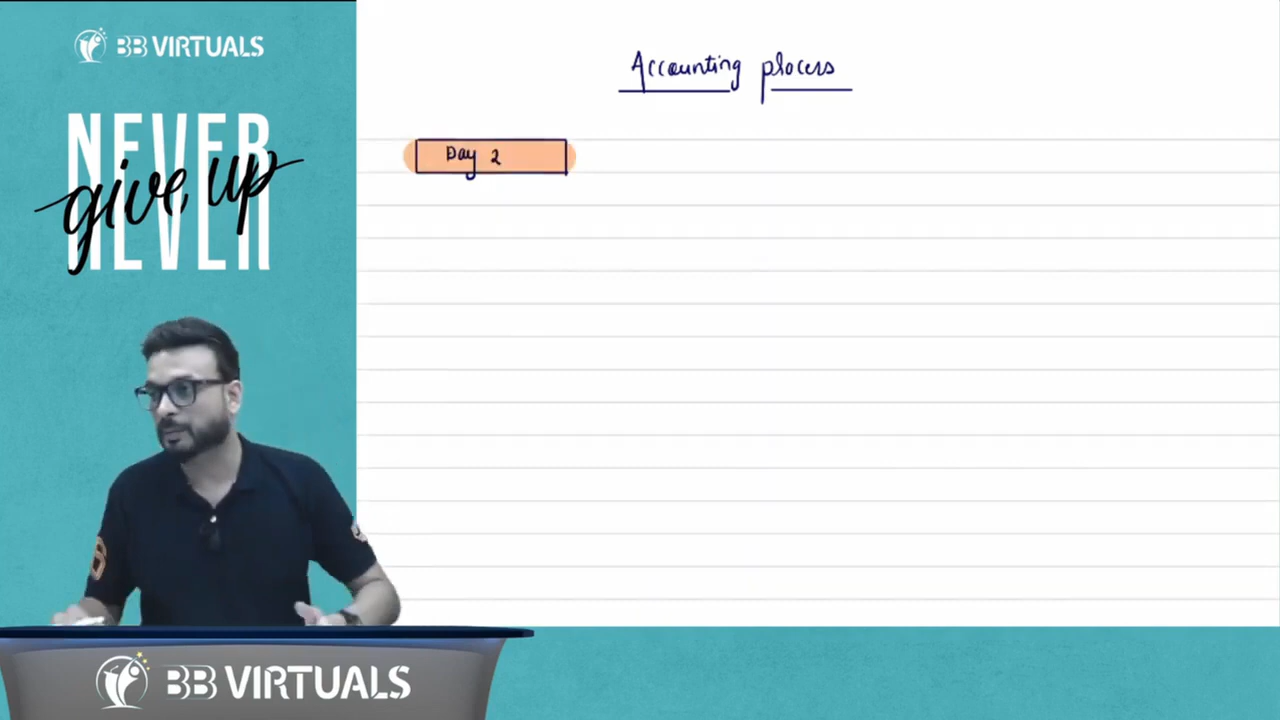 BB VIRTUALS
NEVER
give up
NEVER
Accounting process
Day 2
B
BB VIRTUALS